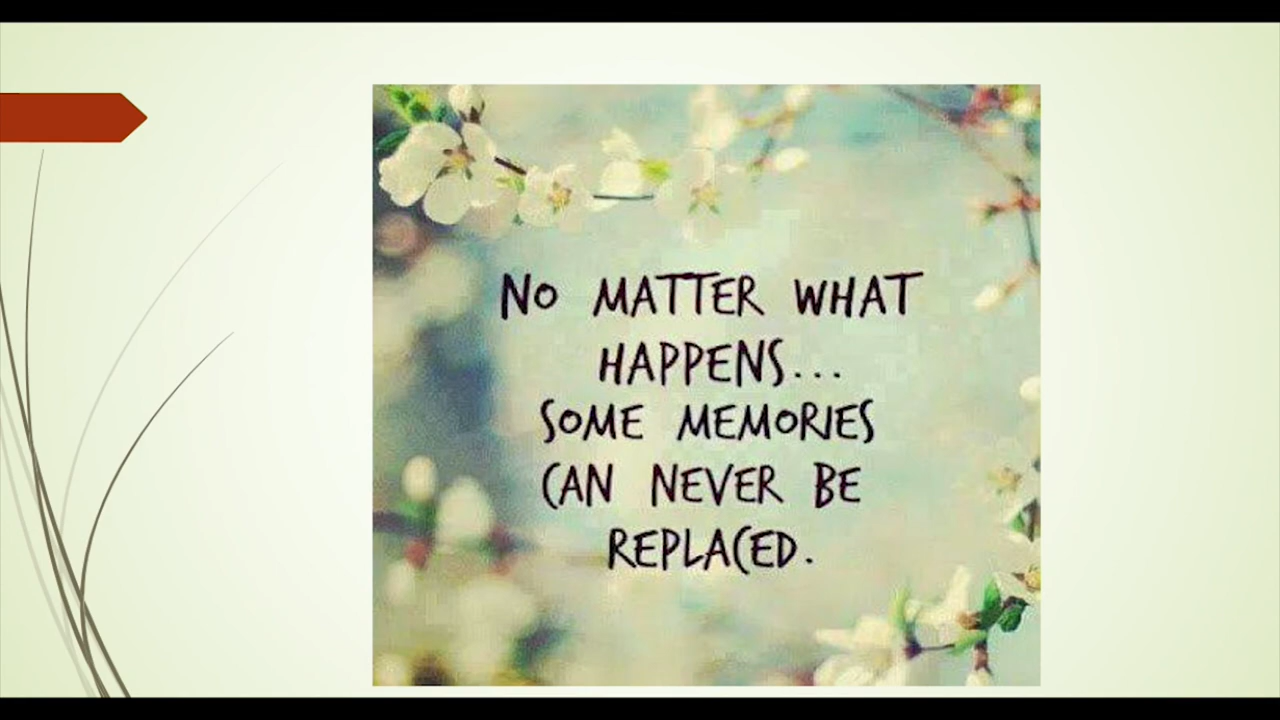 NO MATTER WHAT
HAPPENS...
SOME MEMORIES
CAN NEVER BE
REPLACED.